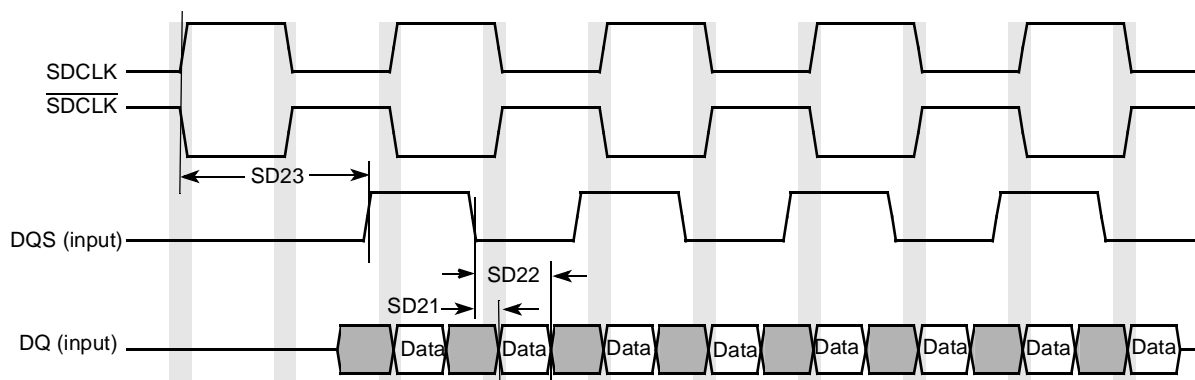 SDCLK
SDCLK
SD23
DQS (input)
SD22
SD21
DQ (input)
Data
Data
Data
Data
Data
Data
Data
Data